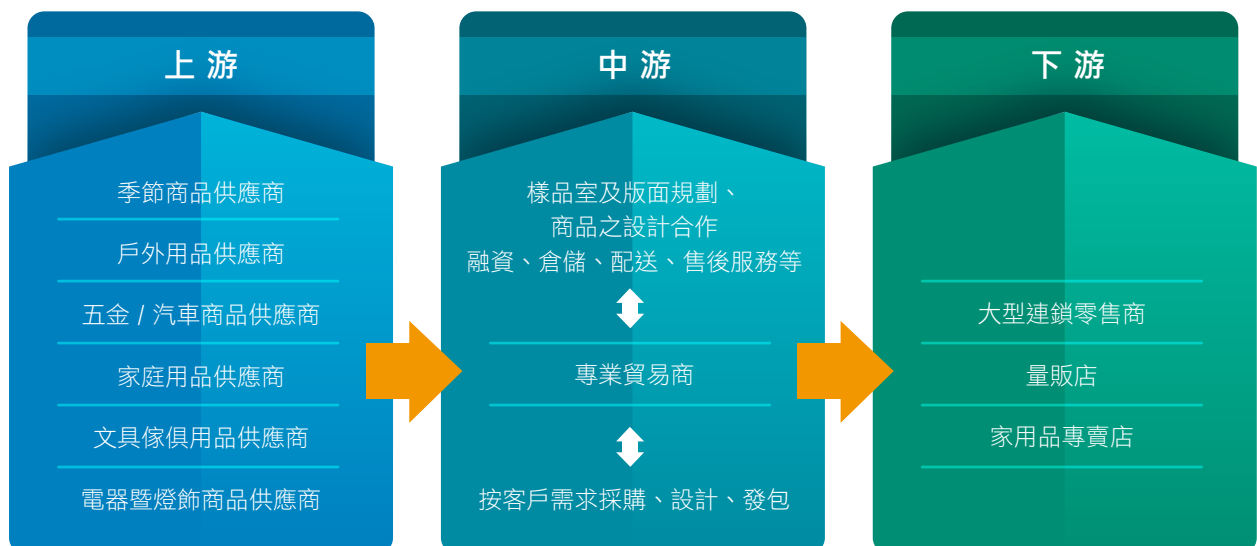 上游
季節商品供應商
戶外用品供應商
五金 / 汽車商品供應商
家庭用品供應商
文具傢俱用品供應商
電器暨燈飾商品供應商
中游
樣品室及版面規劃、
商品之設計合作
融資、倉儲、配送、售後服務等
專業貿易商
按客戶需求採購、設計、發包
下游
大型連鎖零售商
量販店
家用品專賣店